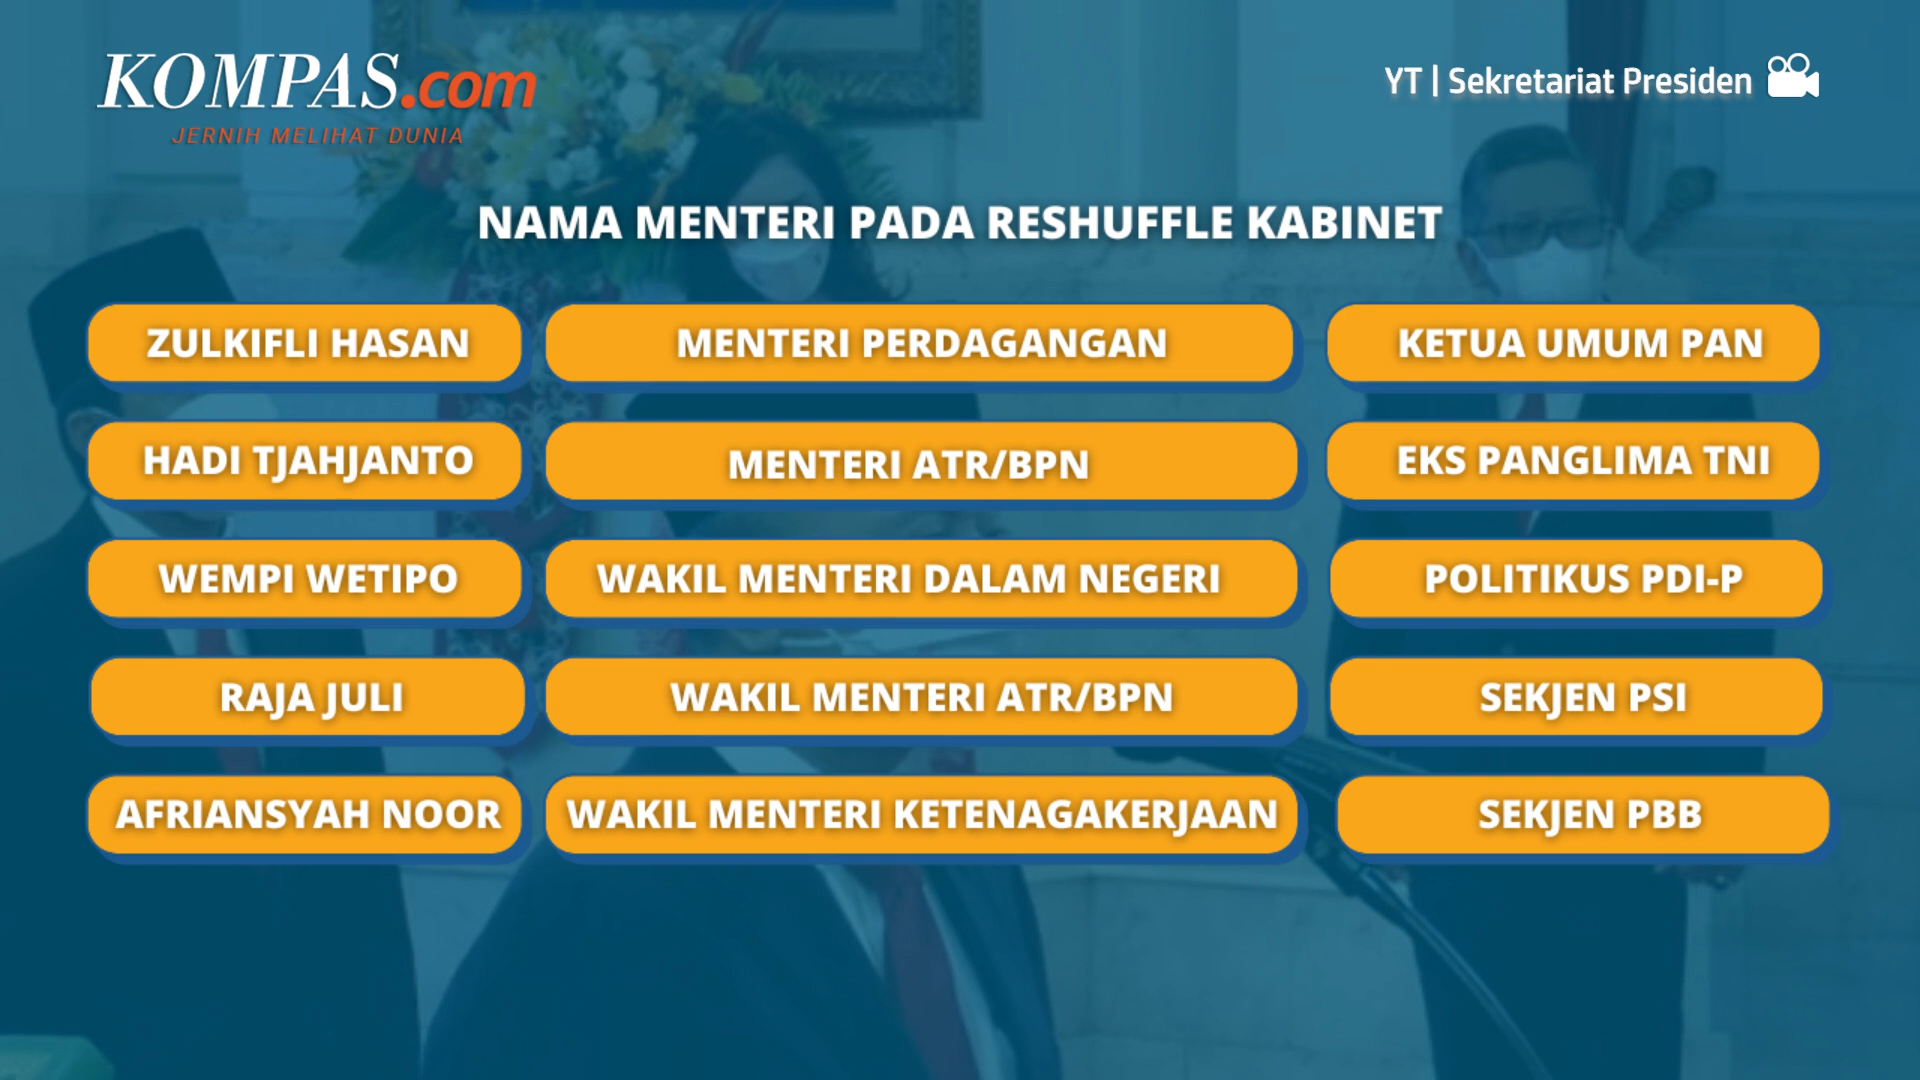 KOMPAS.com
JERNIH MELIHAT DUNIA
YT | Sekretariat Presiden
NAMA MENTERI PADA RESHUFFLE KABINET
ZULKIFLI HASAN MENTERI PERDAGANGAN KETUA UMUM PAN
HADI TJAHJANTO MENTERI ATR/BPN EKS PANGLIMA TNI
WEMPI WETIPO WAKIL MENTERI DALAM NEGERI POLITIKUS PDI-P
RAJA JULI WAKIL MENTERI ATR/BPN SEKJEN PSI
AFRIANSYAH NOOR WAKIL MENTERI KETENAGAKERJAAN SEKJEN PBB